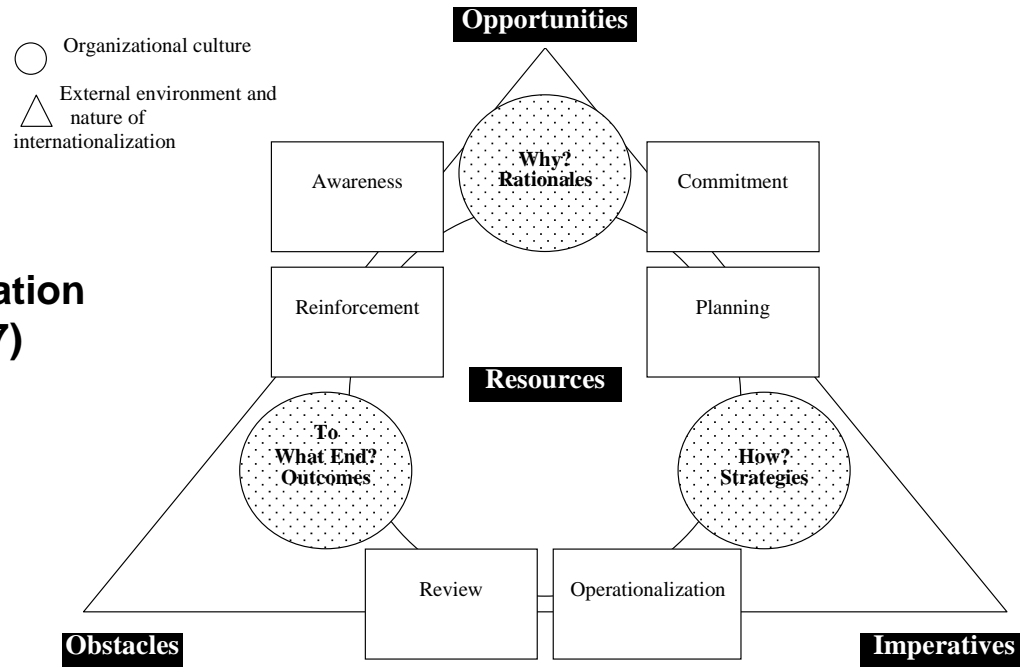 Opportunities
Organizational culture
External environment and
nature of
internationalization
Why?
Rationales
Awareness
Commitment
ation
7)
Reinforcement
Planning
Resources
To
What End?
Outcomes
How?
Strategies
Review
Operationalization
Obstacles
Imperatives